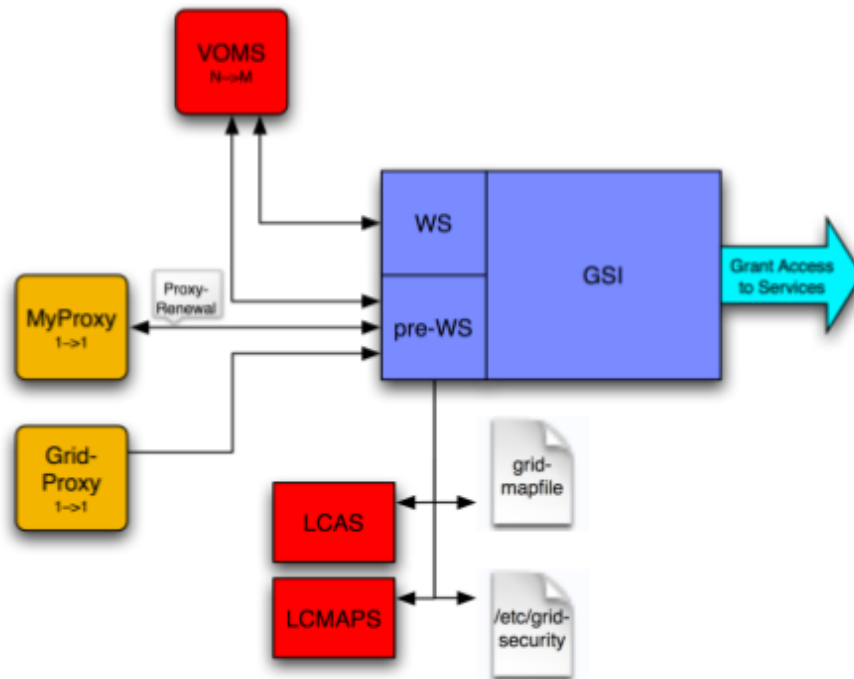 VOMS
N-->M
WS
GSI
Grant Access
to Services
Proxy-
Renewal
MyProxy
1-->1
pre-WS
Grid-
Proxy
1-->1
grid-
mapfile
LCAS
LCMAPS
/etc/grid-
security